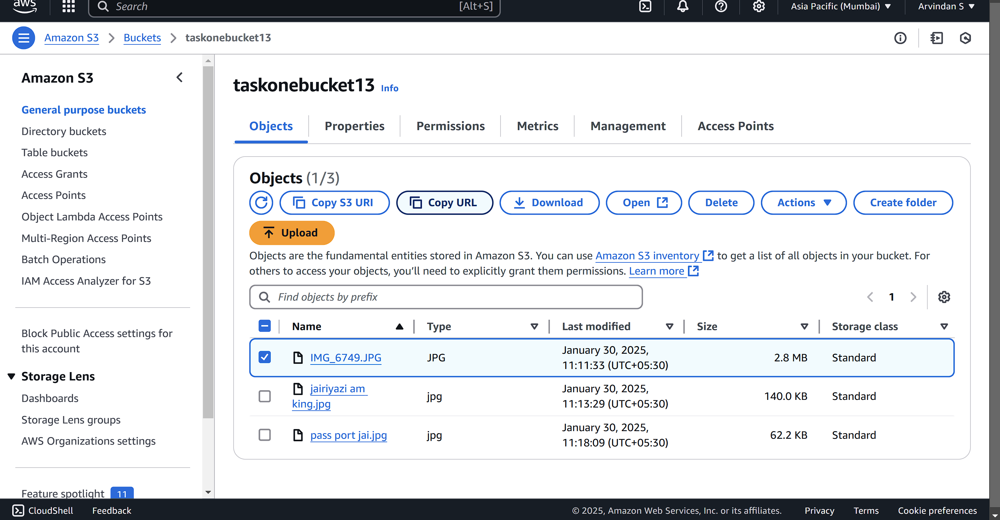 aws
Search [Alt+S]
Asia Pacific (Mumbai)
Arvindan S
Amazon S3
Buckets
taskonebucket13
Amazon S3
General purpose buckets
Directory buckets
Table buckets
Access Grants
Access Points
Object Lambda Access Points
Multi-Region Access Points
Batch Operations
IAM Access Analyzer for S3
Block Public Access settings for
this account
Storage Lens
Dashboards
Storage Lens groups
AWS Organizations settings
Feature spotlight 11
taskonebucket13 Info
Objects
Properties
Permissions
Metrics
Management
Access Points
Objects (1/3)
Copy S3 URI
Copy URL
Download
Open
Delete
Actions
Create folder
Upload
Objects are the fundamental entities stored in Amazon S3. You can use Amazon S3 inventory to get a list of all objects in your bucket. For
others to access your objects, you’ll need to explicitly grant them permissions. Learn more
Find objects by prefix
1
Name Type Last modified Size Storage class
IMG_6749.JPG
JPG
January 30, 2025,
11:11:33 (UTC+05:30)
2.8 MB
Standard
jairiyazi am
king.jpg
jpg
January 30, 2025,
11:13:29 (UTC+05:30)
140.0 KB
Standard
pass port jai.jpg
jpg
January 30, 2025,
11:18:09 (UTC+05:30)
62.2 KB
Standard
CloudShell
Feedback
© 2025, Amazon Web Services, Inc. or its affiliates.
Privacy
Terms
Cookie preferences